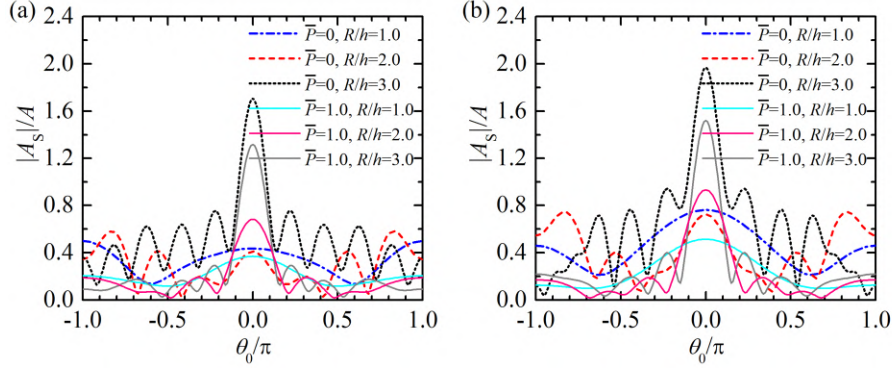 (a)
|A_S|/A
2.4
2.0
1.6
1.2
0.8
0.4
0.0
P̅=0, R/h=1.0
P̅=0, R/h=2.0
P̅=0, R/h=3.0
P̅=1.0, R/h=1.0
P̅=1.0, R/h=2.0
P̅=1.0, R/h=3.0
-1.0 -0.5 0.0 0.5 1.0
θ₀/π
(b)
|A_S|/A
2.4
2.0
1.6
1.2
0.8
0.4
0.0
P̅=0, R/h=1.0
P̅=0, R/h=2.0
P̅=0, R/h=3.0
P̅=1.0, R/h=1.0
P̅=1.0, R/h=2.0
P̅=1.0, R/h=3.0
-1.0 -0.5 0.0 0.5 1.0
θ₀/π